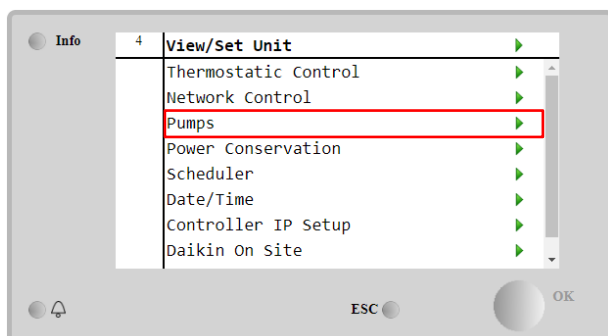 Info
4 View/Set Unit
Thermostatic Control
Network Control
Pumps
Power Conservation
Scheduler
Date/Time
Controller IP Setup
Daikin On Site
ESC
OK